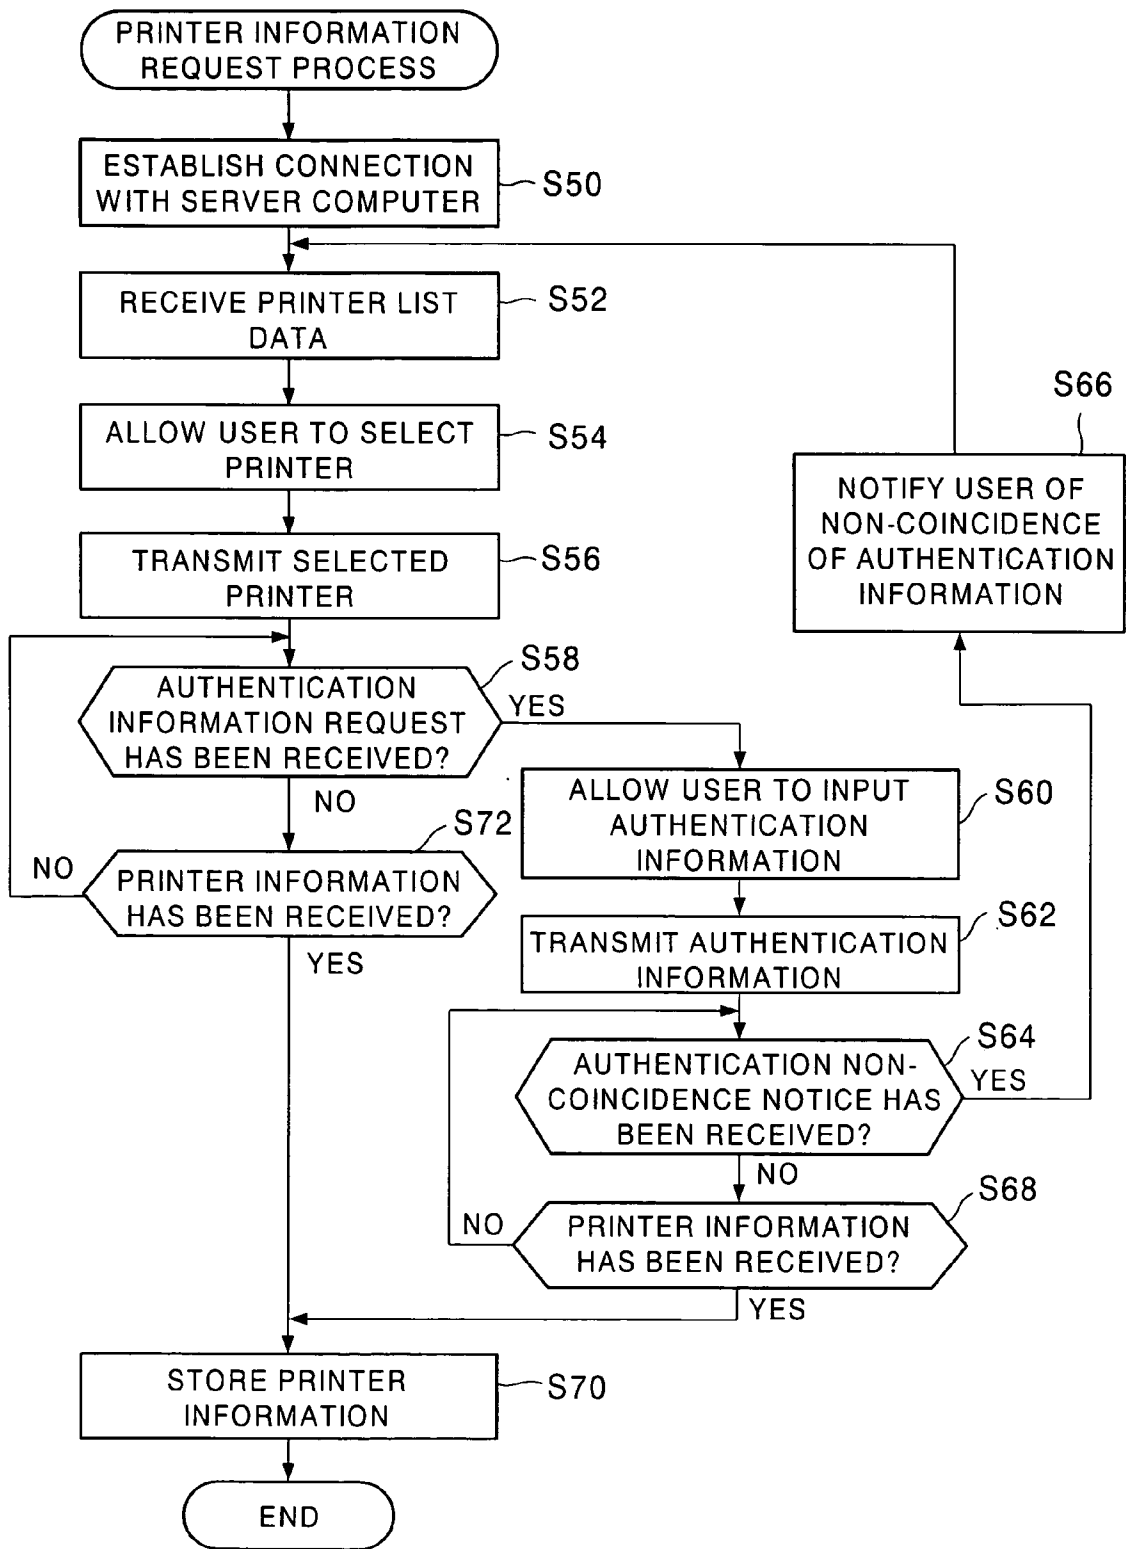 PRINTER INFORMATION
REQUEST PROCESS
ESTABLISH CONNECTION
WITH SERVER COMPUTER
S50
RECEIVE PRINTER LIST
DATA
S52
ALLOW USER TO SELECT
PRINTER
S54
TRANSMIT SELECTED
PRINTER
S56
AUTHENTICATION
INFORMATION REQUEST
HAS BEEN RECEIVED?
S58
YES
NO
S72
PRINTER INFORMATION
HAS BEEN RECEIVED?
NO
YES
ALLOW USER TO INPUT
AUTHENTICATION
INFORMATION
S60
TRANSMIT AUTHENTICATION
INFORMATION
S62
AUTHENTICATION NON-
COINCIDENCE NOTICE HAS
BEEN RECEIVED?
S64
YES
NO
S66
NOTIFY USER OF
NON-COINCIDENCE
OF AUTHENTICATION
INFORMATION
PRINTER INFORMATION
HAS BEEN RECEIVED?
S68
NO
YES
STORE PRINTER
INFORMATION
S70
END